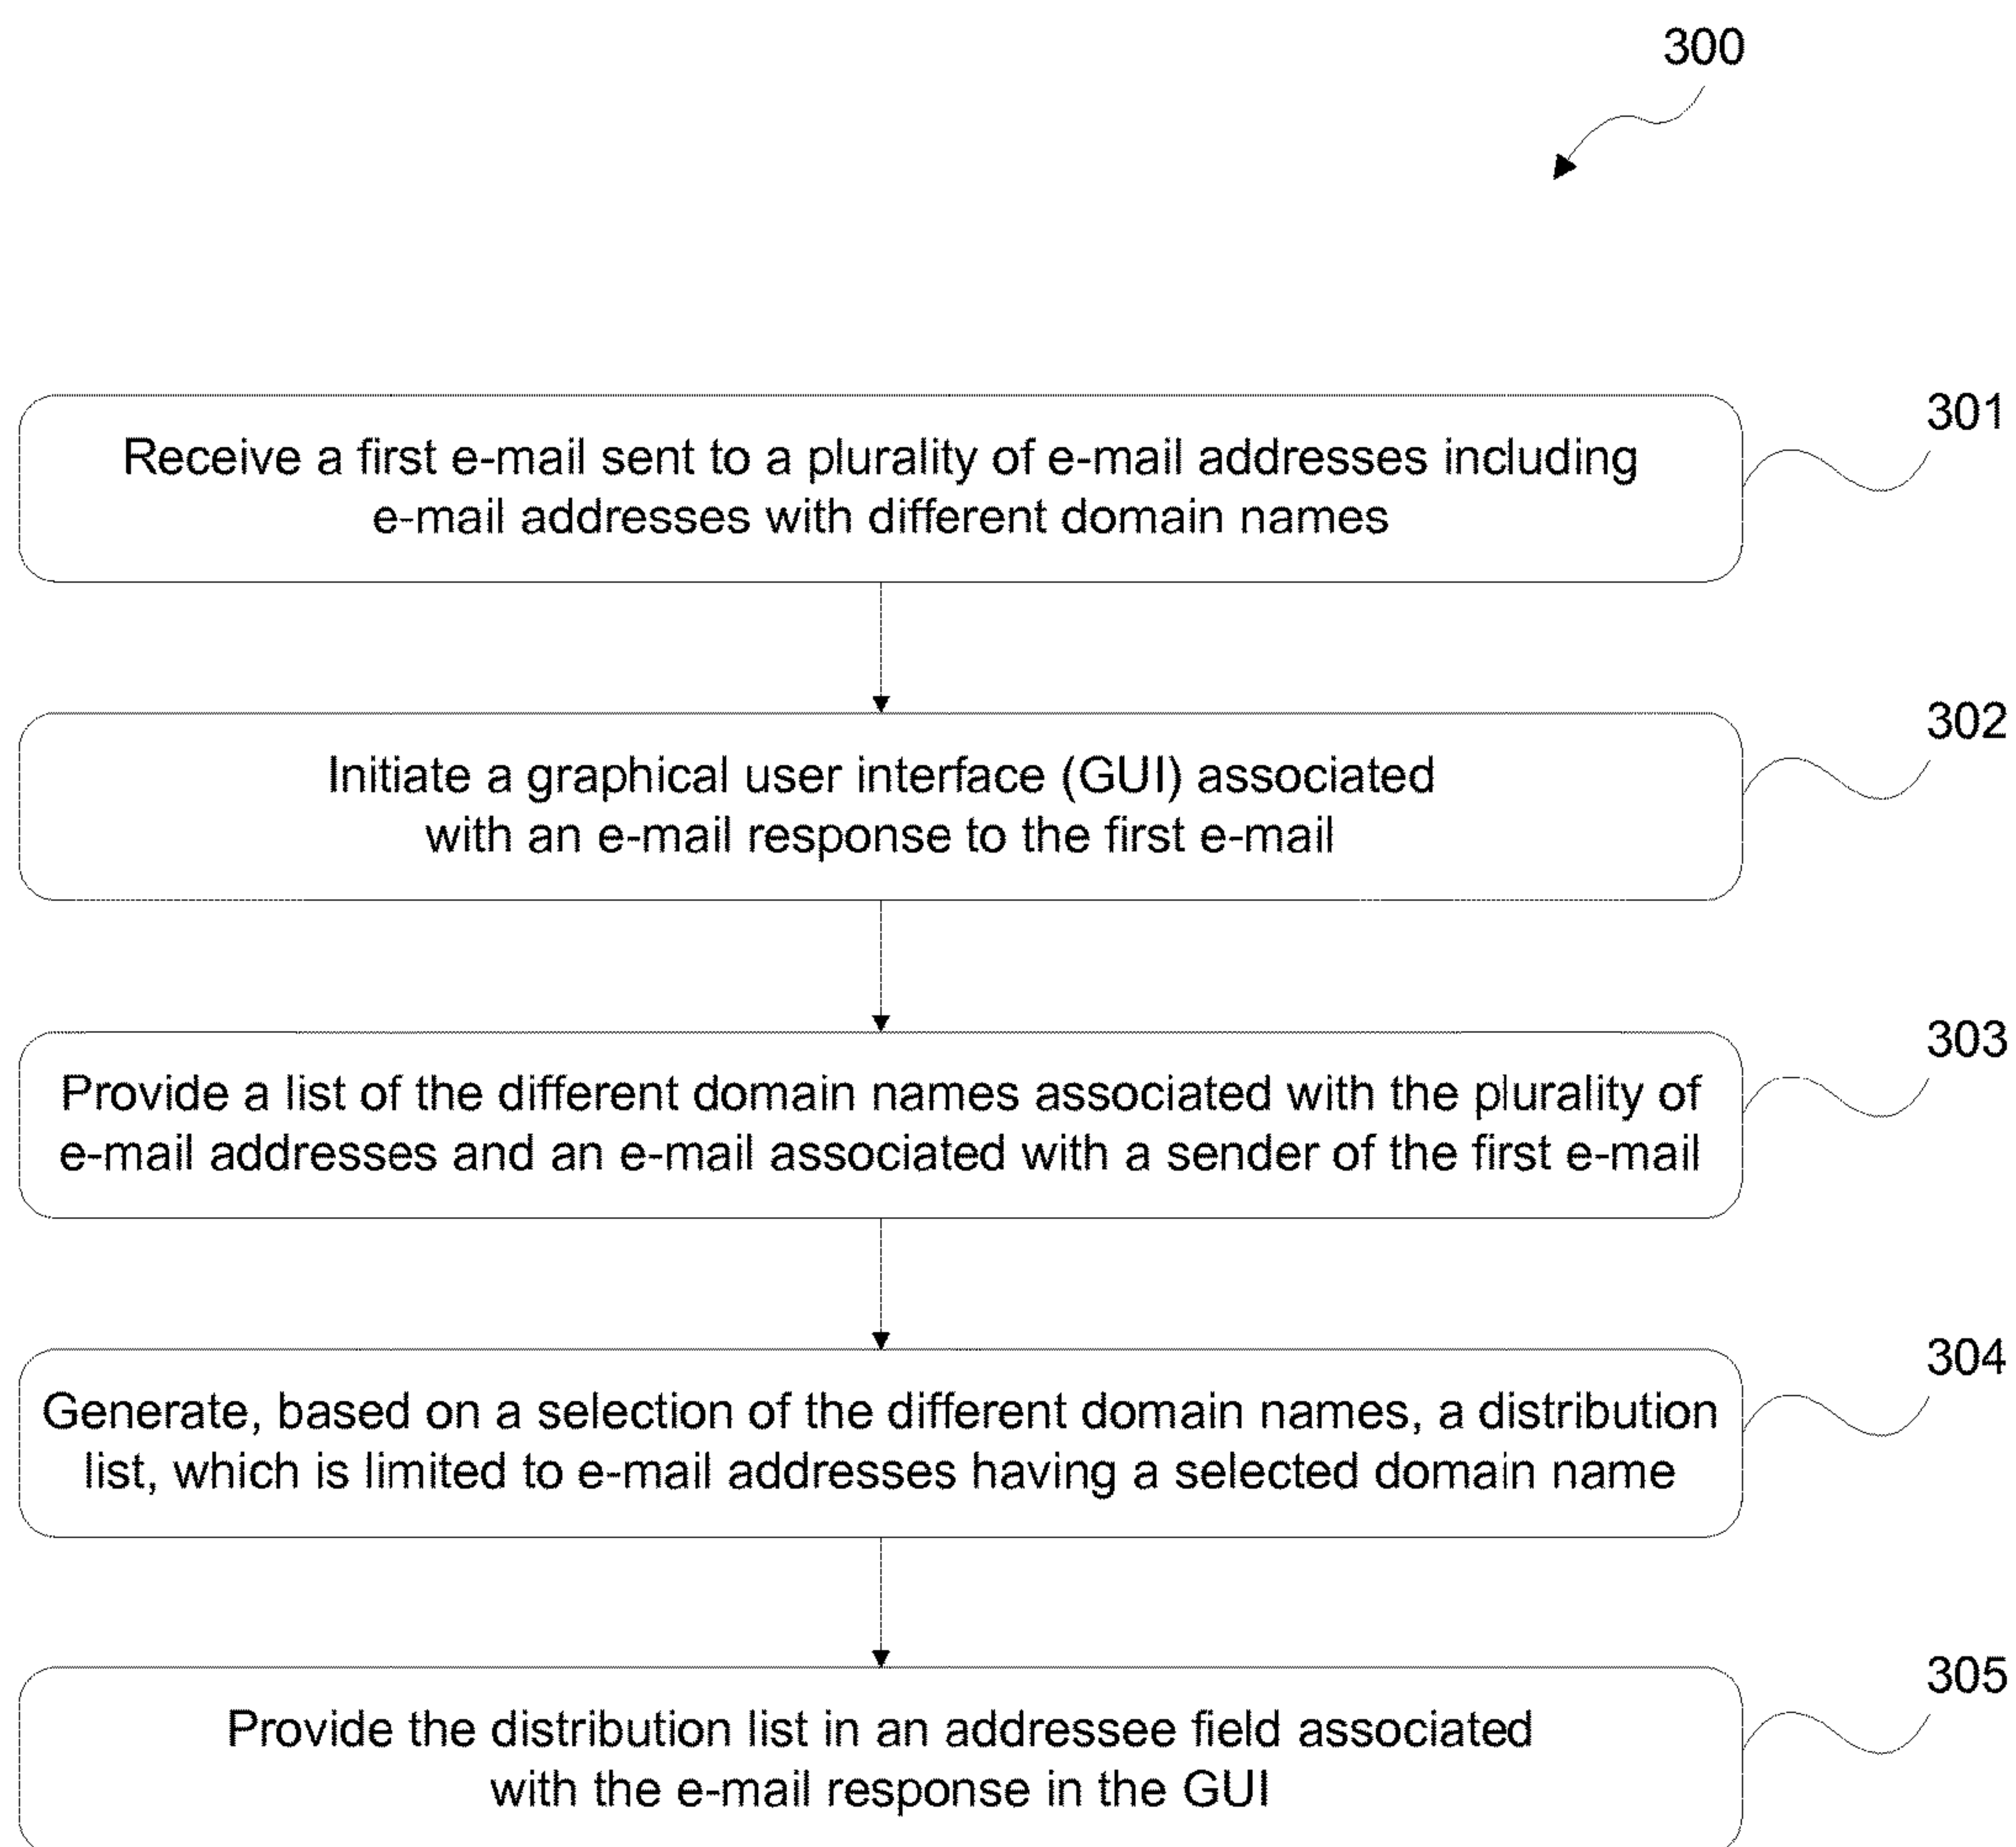 300
301
Receive a first e-mail sent to a plurality of e-mail addresses including
e-mail addresses with different domain names
302
Initiate a graphical user interface (GUI) associated
with an e-mail response to the first e-mail
303
Provide a list of the different domain names associated with the plurality of
e-mail addresses and an e-mail associated with a sender of the first e-mail
304
Generate, based on a selection of the different domain names, a distribution
list, which is limited to e-mail addresses having a selected domain name
305
Provide the distribution list in an addressee field associated
with the e-mail response in the GUI